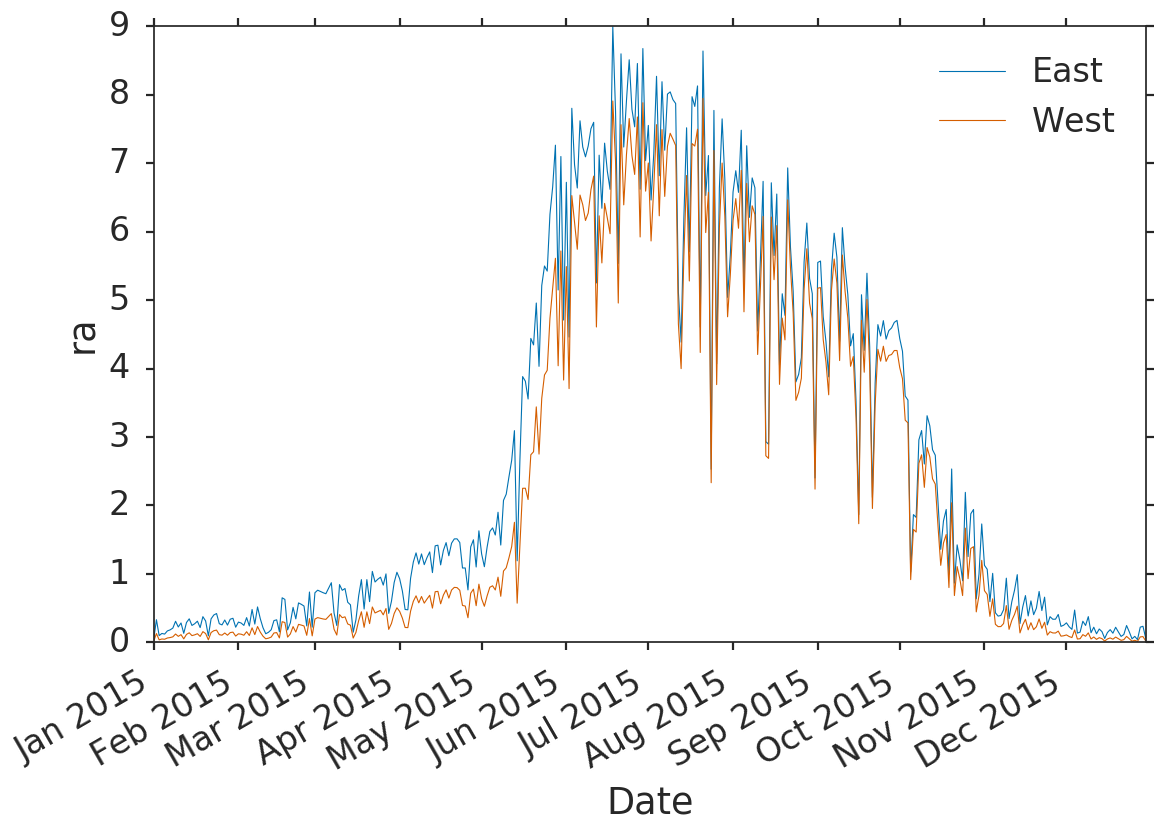 9
8
7
6
5
4
3
2
1
0
ra
East
West
Jan 2015
Feb 2015
Mar 2015
Apr 2015
May 2015
Jun 2015
Jul 2015
Aug 2015
Sep 2015
Oct 2015
Nov 2015
Dec 2015
Date